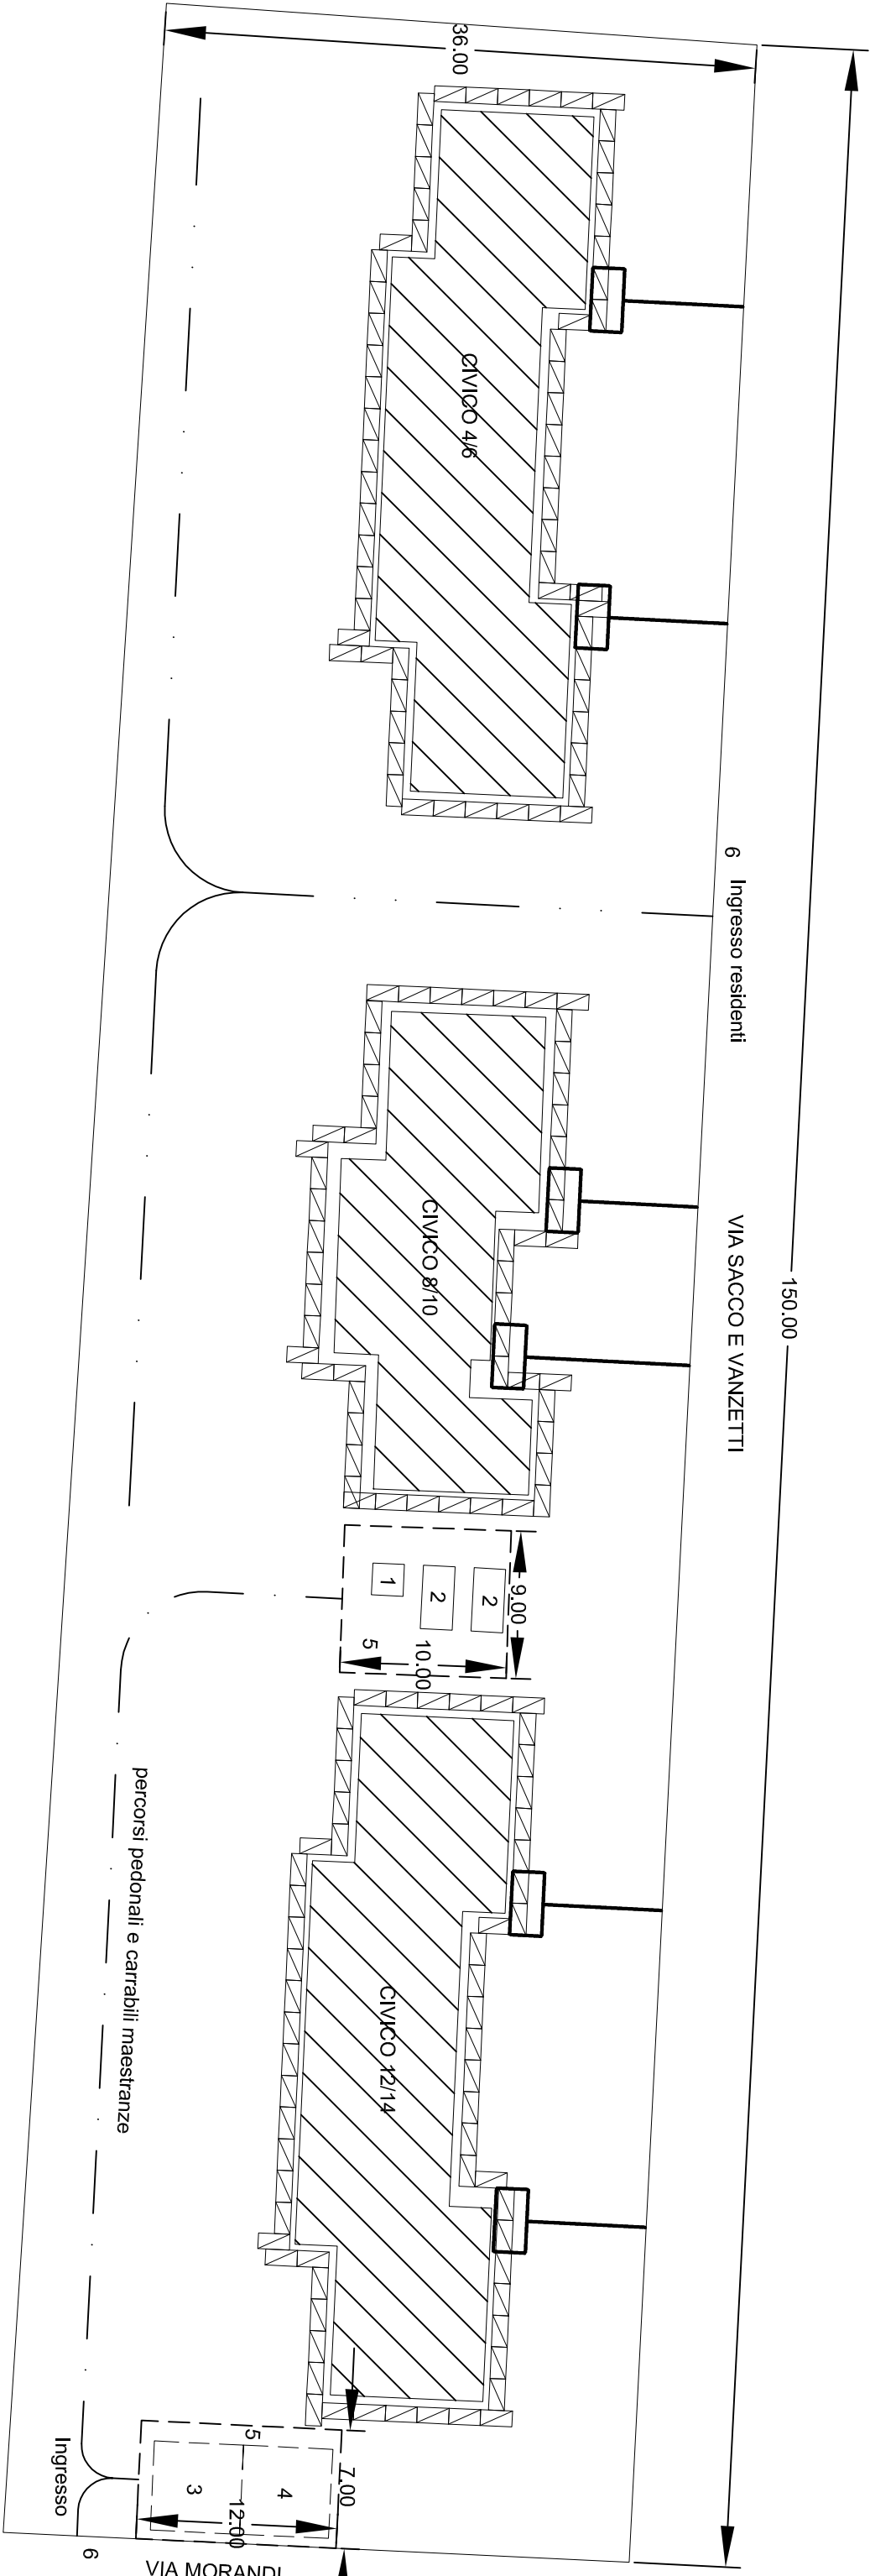 36.00
CIVICO 4/6
6 Ingresso residenti
150.00
VIA SACCO E VANZETTI
CIVICO 8/10
9.00
1
2
2
5
10.00
percorsi pedonali e carrabili maestranze
CIVICO 12/14
5
3
4
7.00
12.00
Ingresso
6
VIA MORANDI